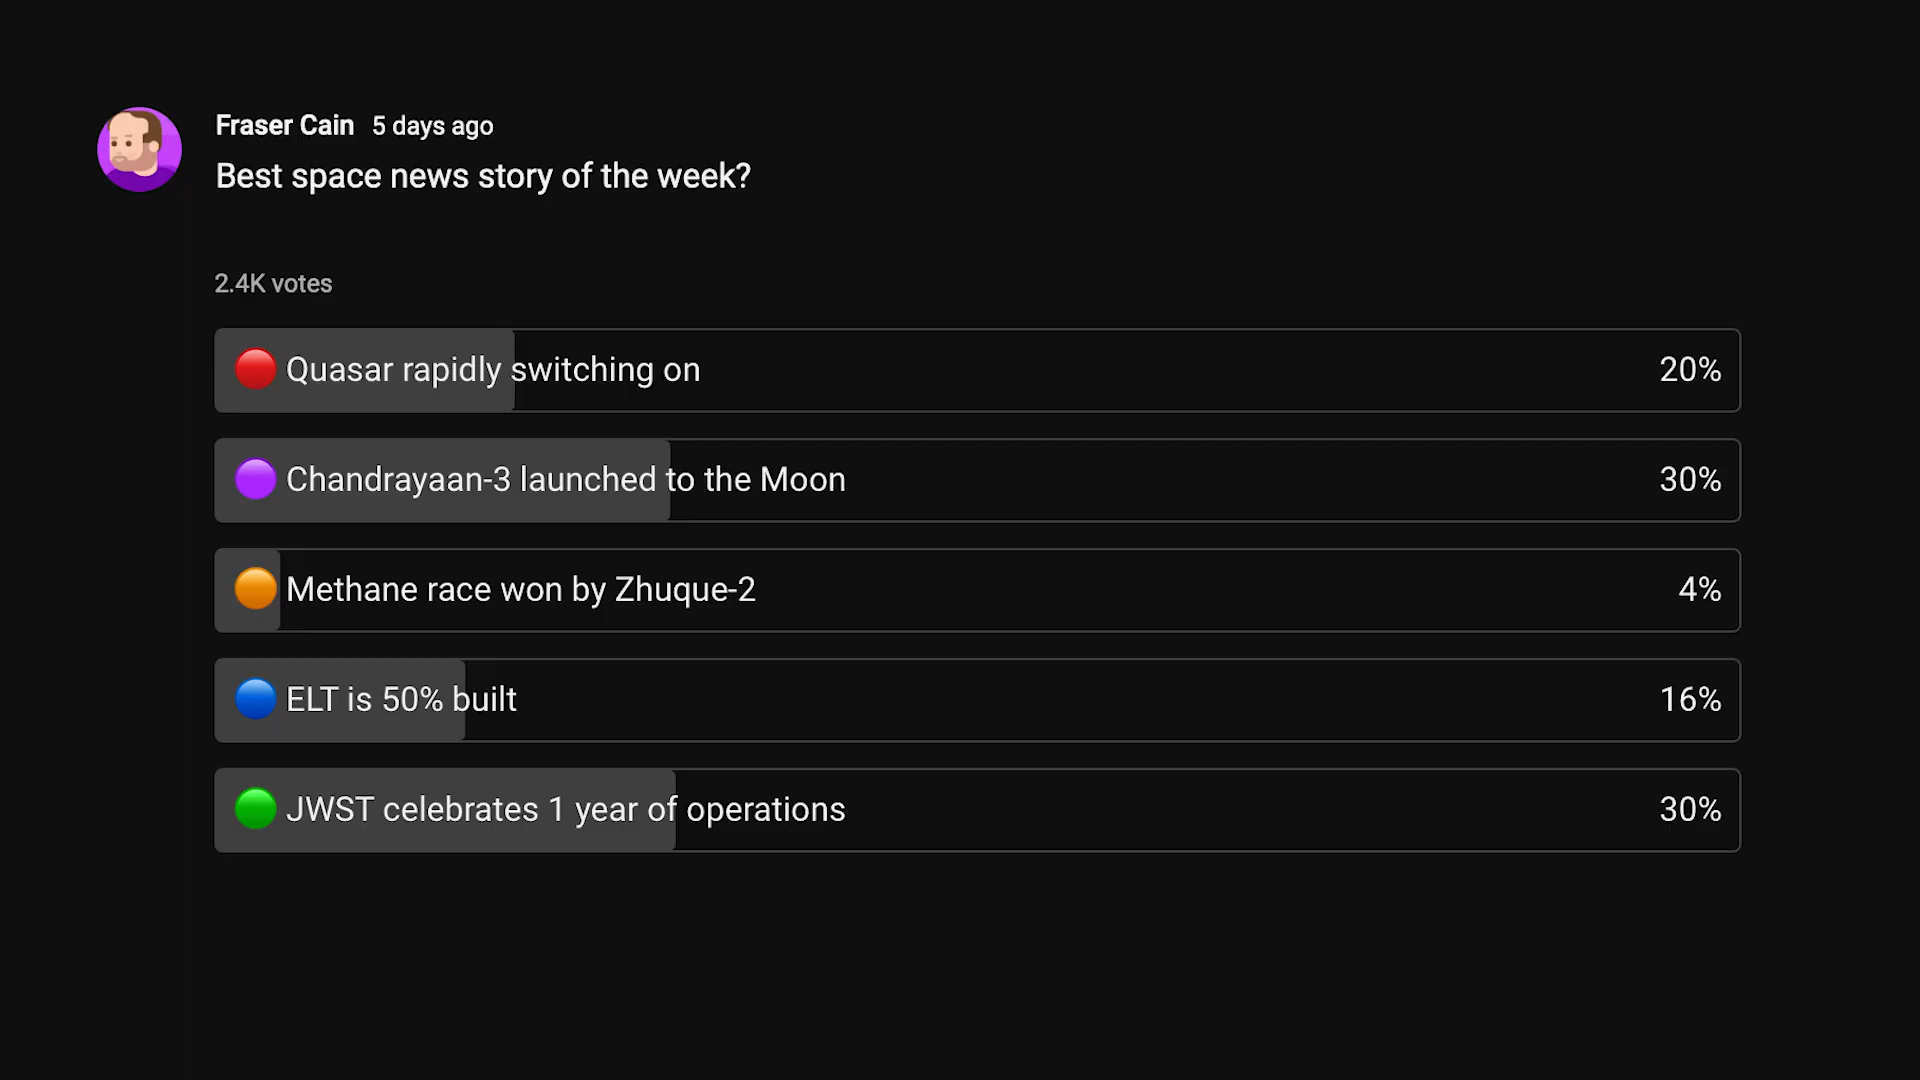 Fraser Cain 5 days ago
Best space news story of the week?
2.4K votes
Quasar rapidly switching on 20%
Chandrayaan-3 launched to the Moon 30%
Methane race won by Zhuque-2 4%
ELT is 50% built 16%
JWST celebrates 1 year of operations 30%